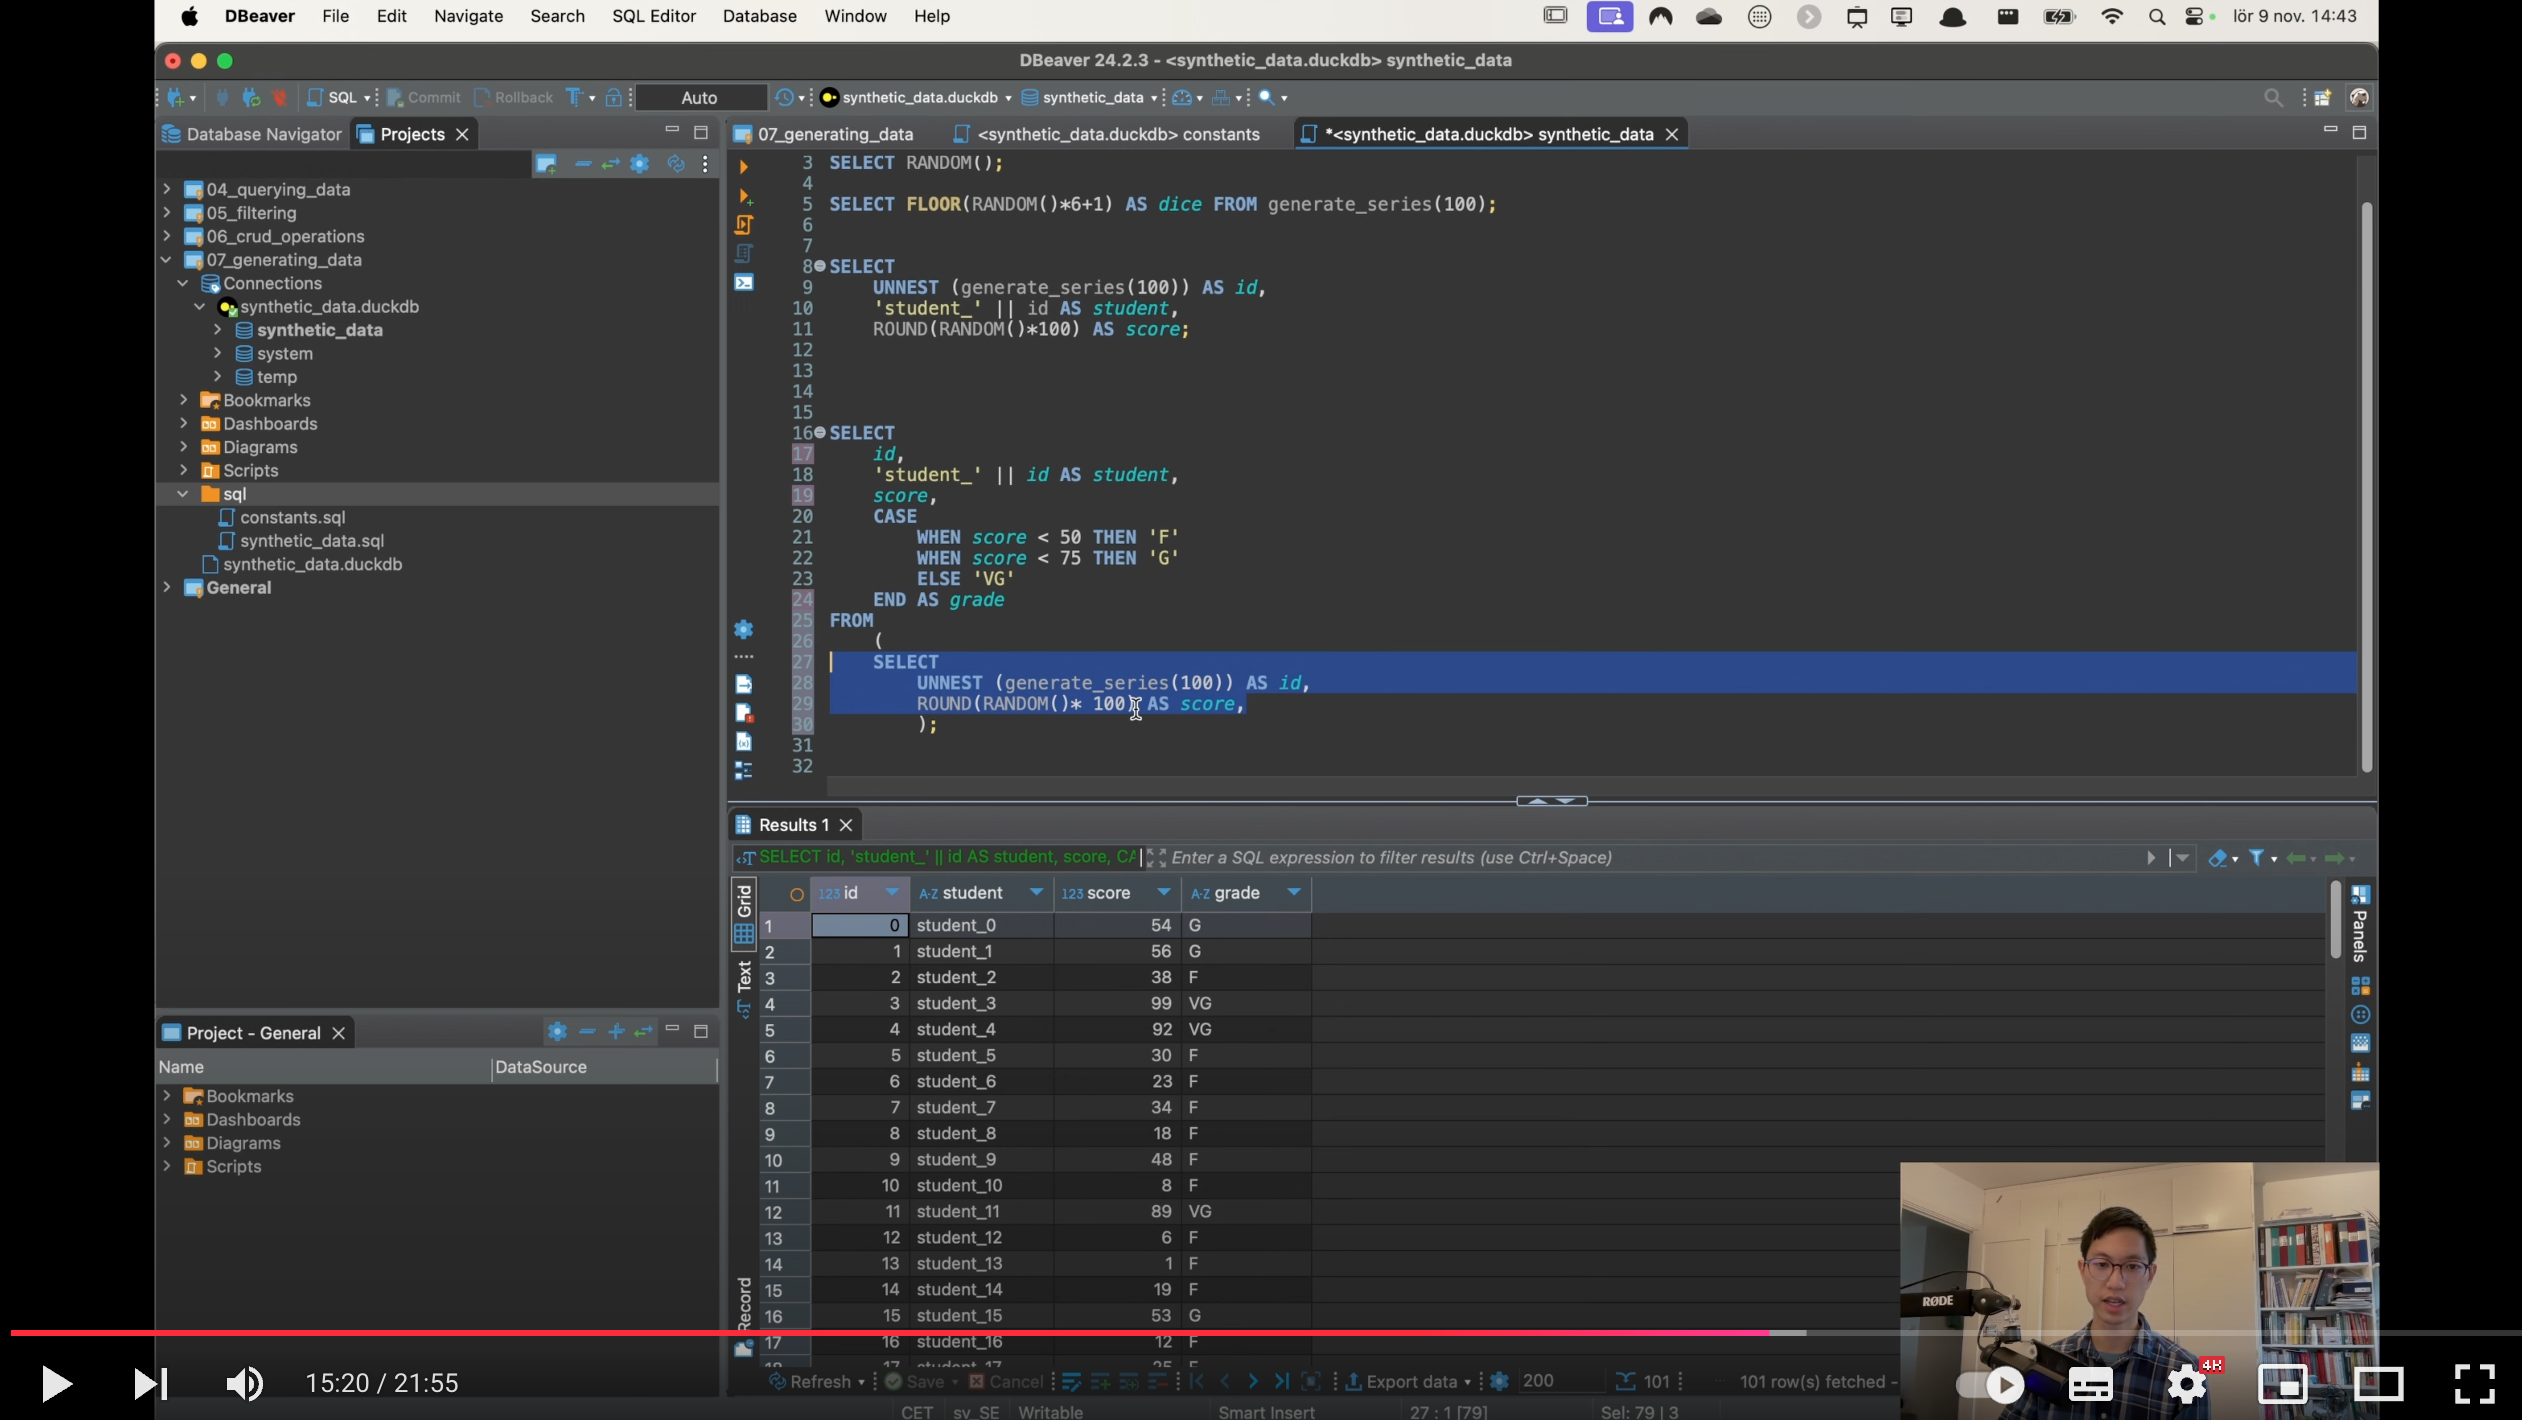 DBeaver File Edit Navigate Search SQL Editor Database Window Help lör 9 nov. 14:43
DBeaver 24.2.3 - <synthetic_data.duckdb> synthetic_data
SQL Commit Rollback Auto synthetic_data.duckdb synthetic_data
Database Navigator Projects
04_querying_data
05_filtering
06_crud_operations
07_generating_data
Connections
synthetic_data.duckdb
synthetic_data
system
temp
Bookmarks
Dashboards
Diagrams
Scripts
sql
constants.sql
synthetic_data.sql
synthetic_data.duckdb
General
Project - General
Name DataSource
Bookmarks
Dashboards
Diagrams
Scripts
07_generating_data <synthetic_data.duckdb> constants *<synthetic_data.duckdb> synthetic_data
3 SELECT RANDOM();
4
5 SELECT FLOOR(RANDOM()*6+1) AS dice FROM generate_series(100);
6
7
8 SELECT
9 UNNEST (generate_series(100)) AS id,
10 'student_' || id AS student,
11 ROUND(RANDOM()*100) AS score;
12
13
14
15
16 SELECT
17 id,
18 'student_' || id AS student,
19 score,
20 CASE
21 WHEN score < 50 THEN 'F'
22 WHEN score < 75 THEN 'G'
23 ELSE 'VG'
24 END AS grade
25 FROM
26 (
27 SELECT
28 UNNEST (generate_series(100)) AS id,
29 ROUND(RANDOM()* 100) AS score,
30 );
31
32
Results 1
SELECT id, 'student_' || id AS student, score, CA Enter a SQL expression to filter results (use Ctrl+Space)
Grid
Text
Record
Panels
123 id A-Z student 123 score A-Z grade
1 0 student_0 54 G
2 1 student_1 56 G
3 2 student_2 38 F
4 3 student_3 99 VG
5 4 student_4 92 VG
6 5 student_5 30 F
7 6 student_6 23 F
8 7 student_7 34 F
9 8 student_8 18 F
10 9 student_9 48 F
11 10 student_10 8 F
12 11 student_11 89 VG
13 12 student_12 6 F
14 13 student_13 1 F
15 14 student_14 19 F
16 15 student_15 53 G
17 16 student_16 12 F
Refresh Save Cancel Export data 200 101 101 row(s) fetched -
CET sv_SE Writable Smart Insert 27 : 1 [79] Sel: 79 | 3
RØDE
15:20 / 21:55
4K